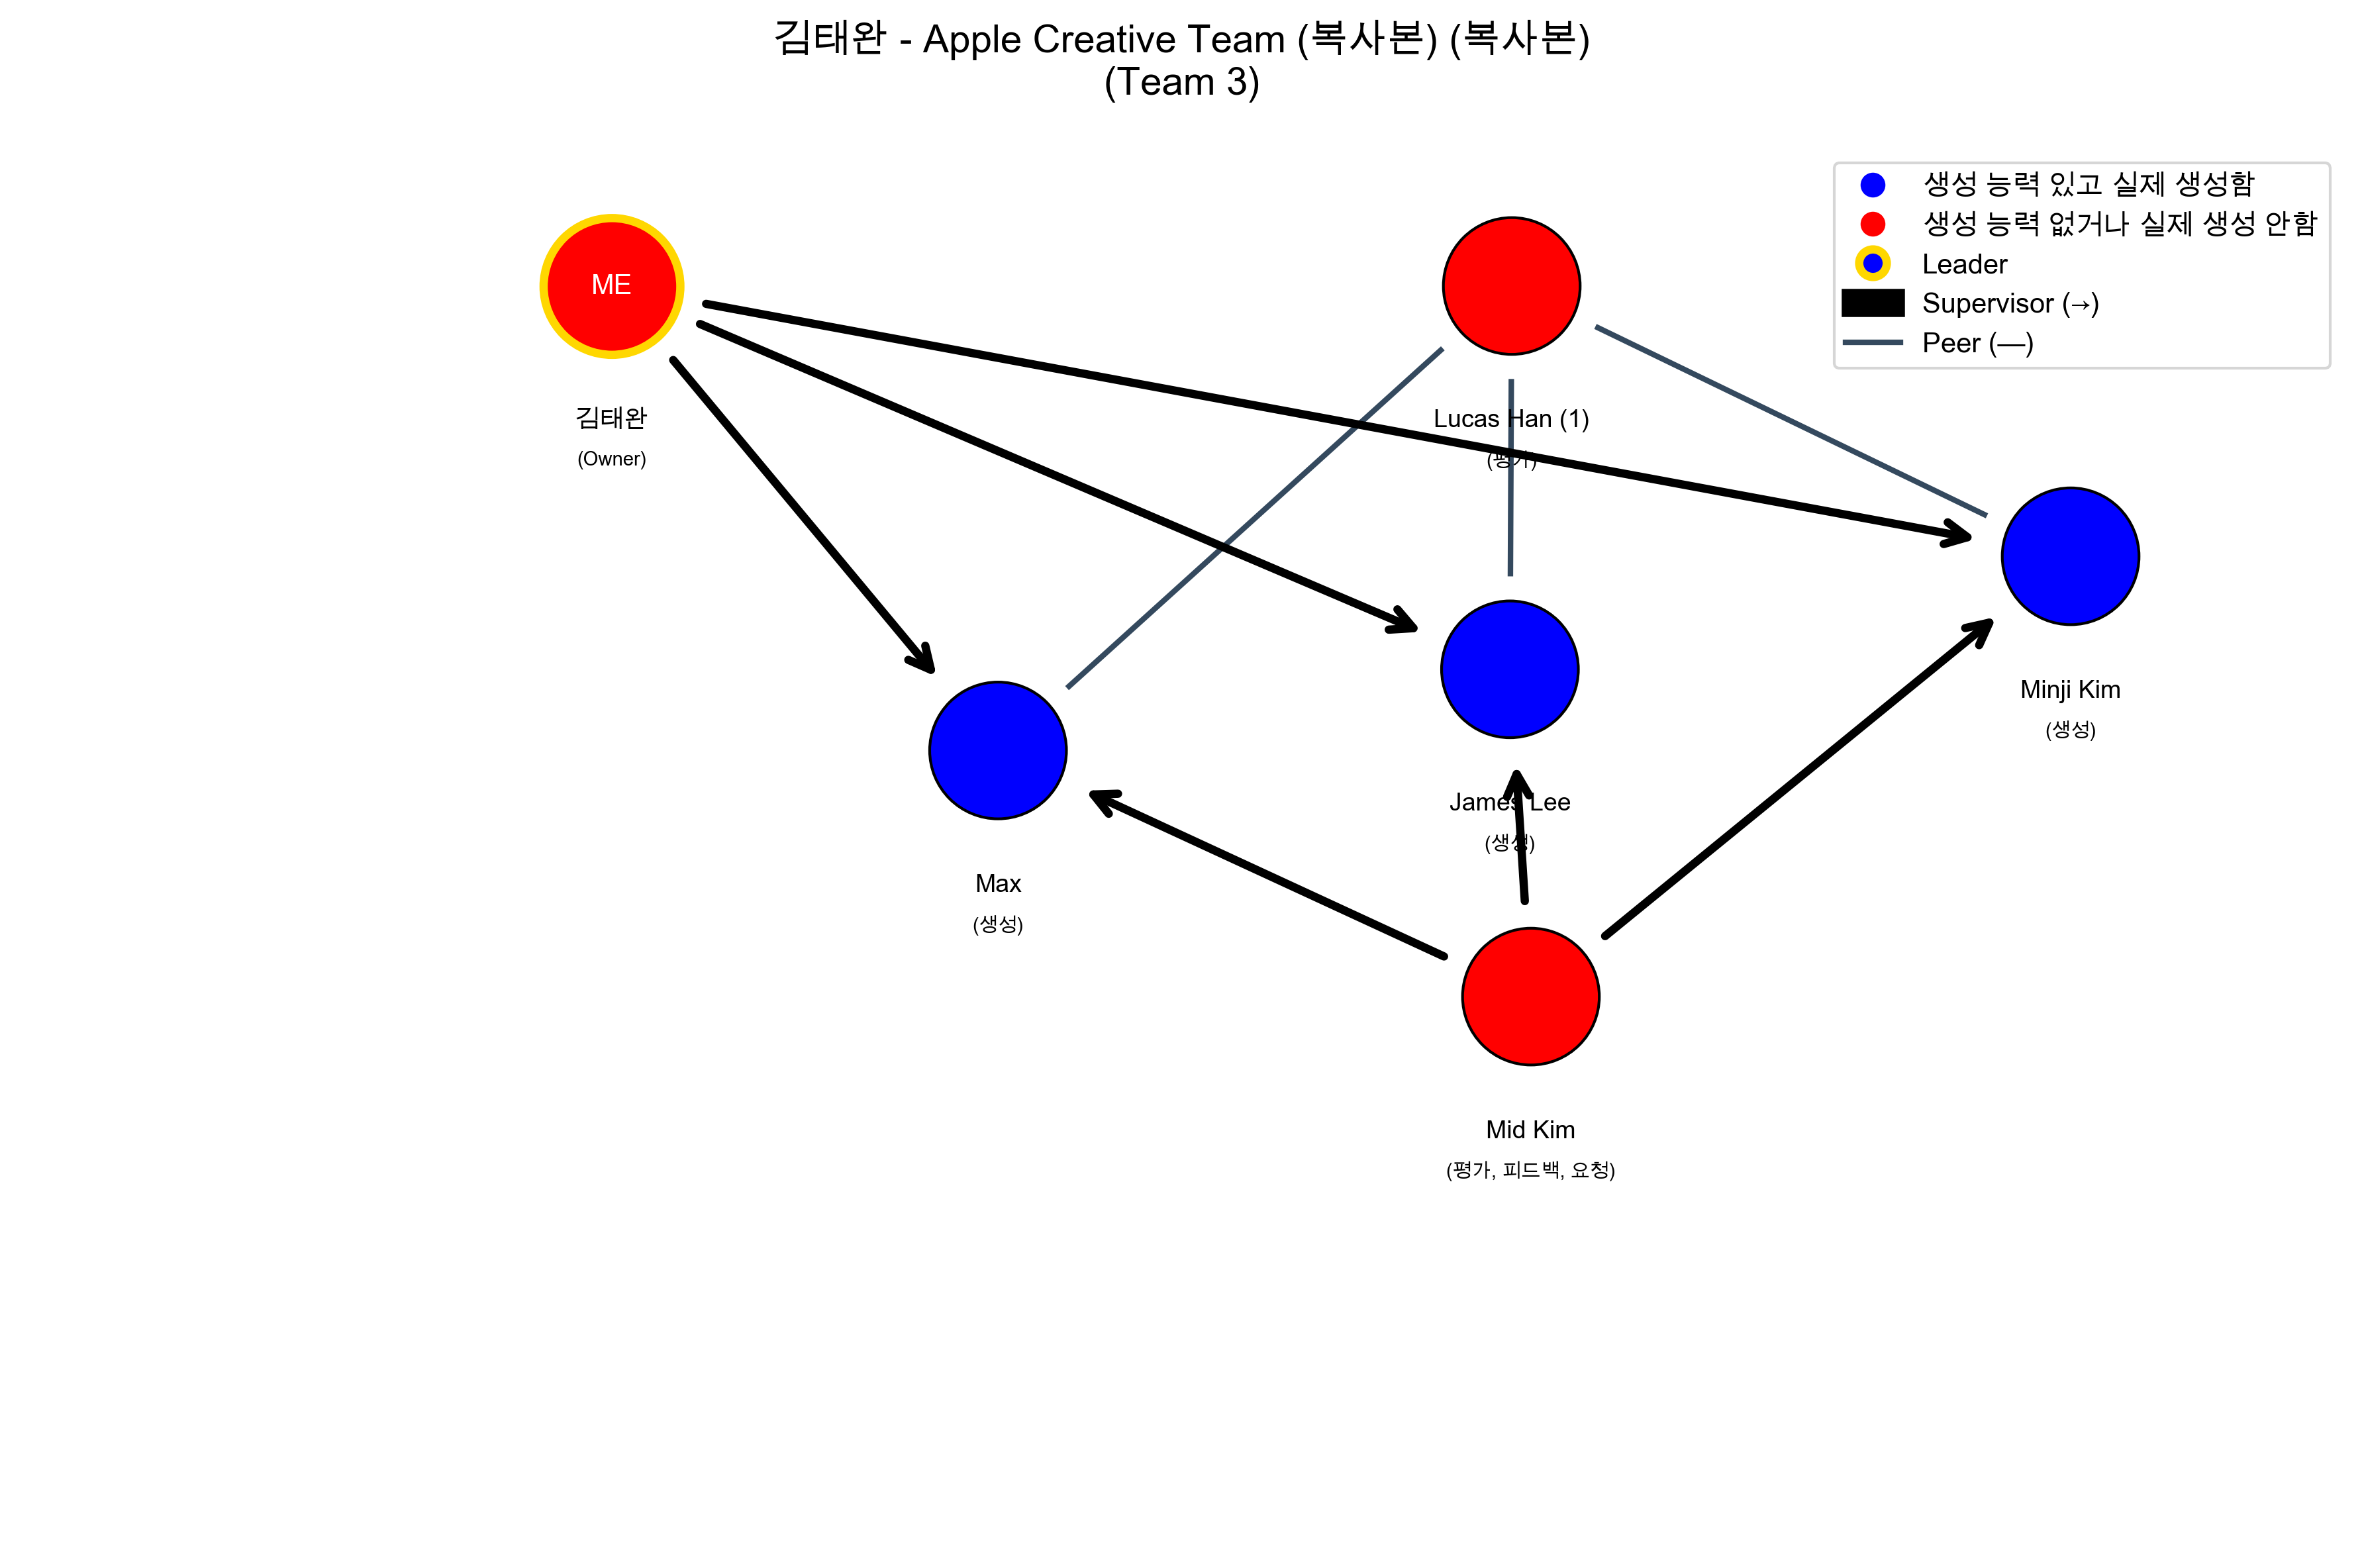 김태완 - Apple Creative Team (복사본) (복사본)
(Team 3)
생성 능력 있고 실제 생성함
생성 능력 없거나 실제 생성 안함
Leader
Supervisor (→)
Peer (—)
ME
김태완
(Owner)
Lucas Han (1)
(평가)
Minji Kim
(생성)
James Lee
(생성)
Max
(생성)
Mid Kim
(평가, 피드백, 요청)